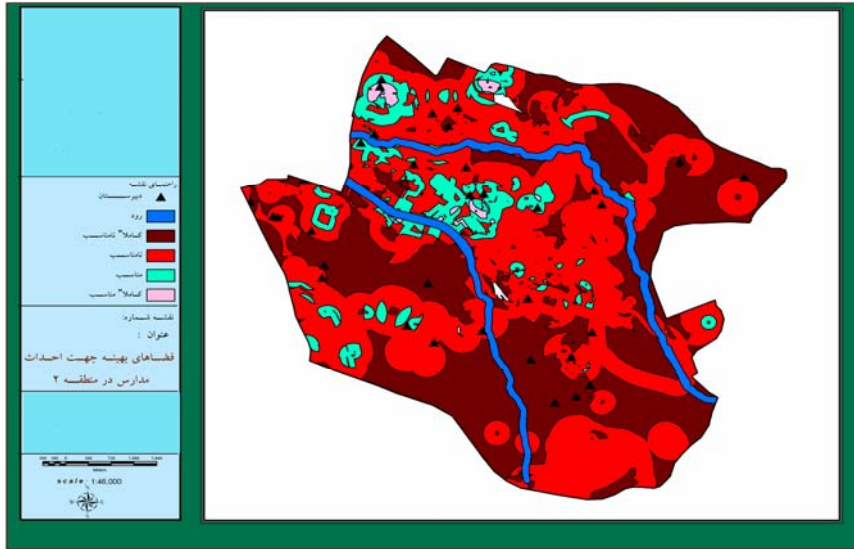 راهنمای نقشه
دبیرستان
رود
کاملا" نامناسب
نامناسب
مناسب
کاملا" مناسب
نقشه شماره:
عنوان :
فضاهای بهینه جهت احداث
مدارس در منطقه ۲
Meters
scale 1:46,000
N
W E
S